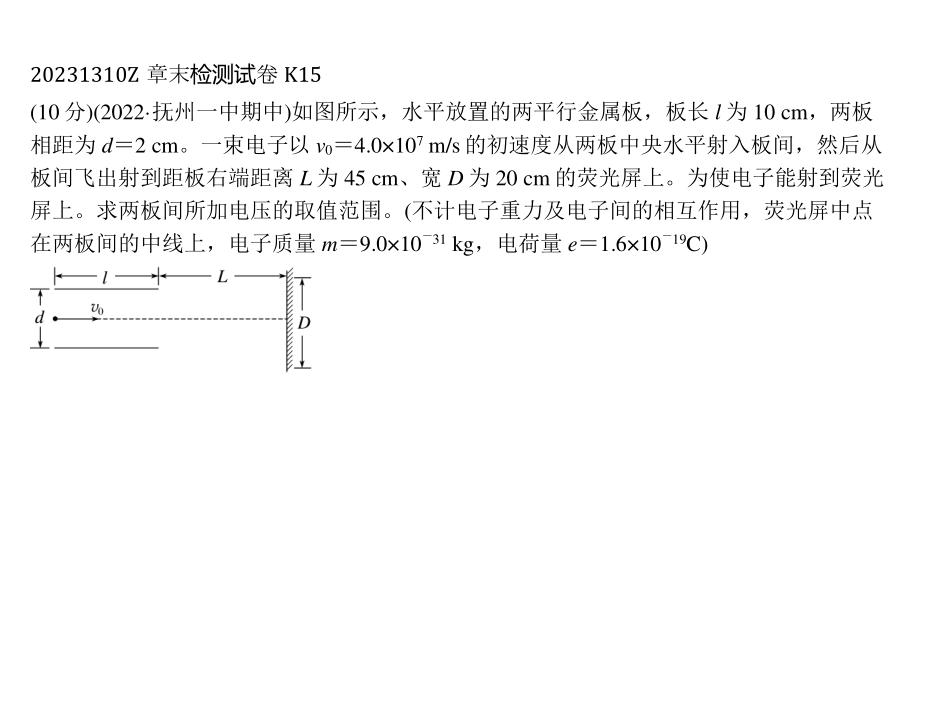 20231310Z 章末检测试卷 K15
(10 分)(2022·抚州一中期中)如图所示，水平放置的两平行金属板，板长 l 为 10 cm，两板
相距为 d＝2 cm。一束电子以 v₀＝4.0×10⁷ m/s 的初速度从两板中央水平射入板间，然后从
板间飞出射到距板右端距离 L 为 45 cm、宽 D 为 20 cm 的荧光屏上。为使电子能射到荧光
屏上。求两板间所加电压的取值范围。(不计电子重力及电子间的相互作用，荧光屏中点
在两板间的中线上，电子质量 m＝9.0×10⁻³¹ kg，电荷量 e＝1.6×10⁻¹⁹C)
l L
d v₀ D